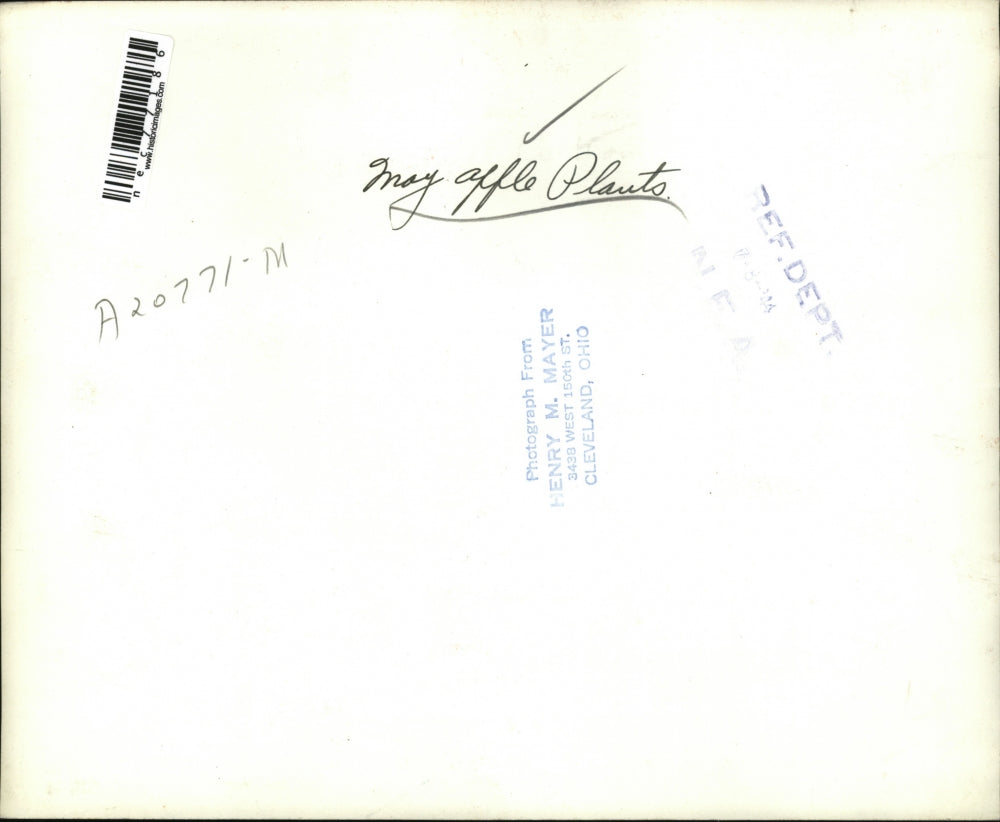 nec77186
www.historicimages.com
May apple Plants.
A20771-M
REF. DEPT.
N E A
Photograph From
HENRY M. MAYER
3438 WEST 150th ST.
CLEVELAND, OHIO